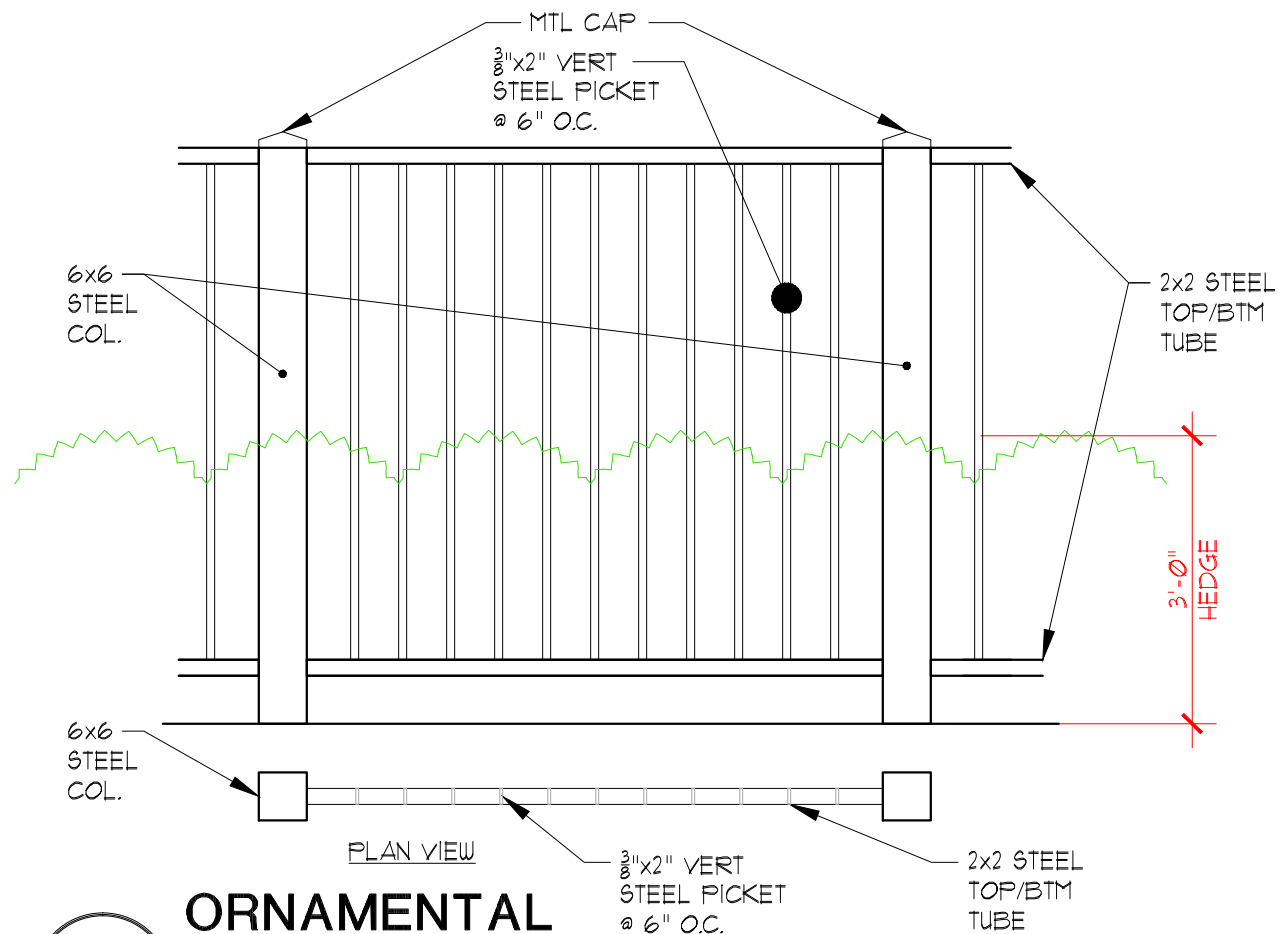 MTL CAP
3/8"x2" VERT
STEEL PICKET
@ 6" O.C.
6x6
STEEL
COL.
2x2 STEEL
TOP/BTM
TUBE
3'-0"
HEDGE
6x6
STEEL
COL.
PLAN VIEW
3/8"x2" VERT
STEEL PICKET
@ 6" O.C.
2x2 STEEL
TOP/BTM
TUBE
ORNAMENTAL